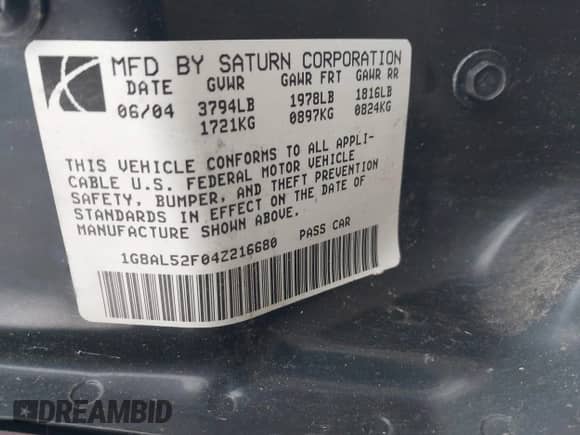 MFD BY SATURN CORPORATION
DATE GVWR GAWR FRT GAWR RR
06/04 3794LB 1978LB 1816LB
1721KG 0897KG 0824KG
THIS VEHICLE CONFORMS TO ALL APPLI-
CABLE U.S. FEDERAL MOTOR VEHICLE
SAFETY, BUMPER, AND THEFT PREVENTION
STANDARDS IN EFFECT ON THE DATE OF
MANUFACTURE SHOWN ABOVE.
1G8AL52F04Z216680 PASS CAR
DREAMBID